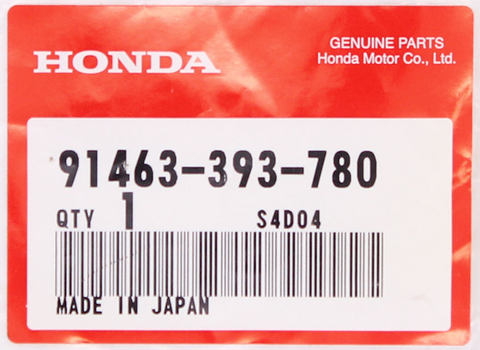 HONDA
GENUINE PARTS
Honda Motor Co., Ltd.
91463-393-780
QTY 1 S4D04
MADE IN JAPAN